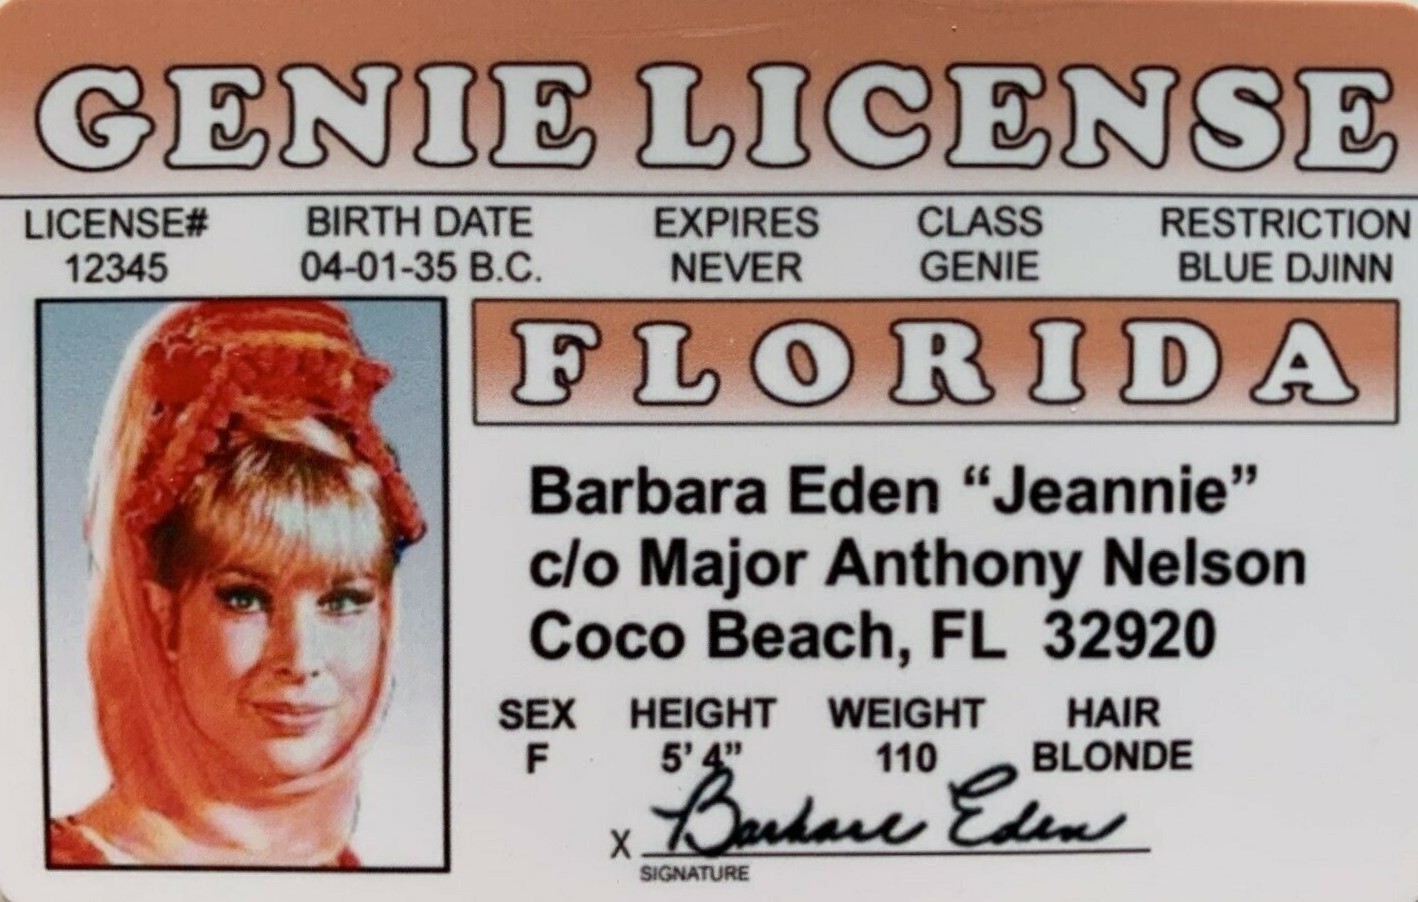 GENIE LICENSE
LICENSE# BIRTH DATE EXPIRES CLASS RESTRICTION
12345 04-01-35 B.C. NEVER GENIE BLUE DJINN
FLORIDA
Barbara Eden “Jeannie”
c/o Major Anthony Nelson
Coco Beach, FL 32920
SEX HEIGHT WEIGHT HAIR
F 5’ 4” 110 BLONDE
X Barbara Eden
SIGNATURE